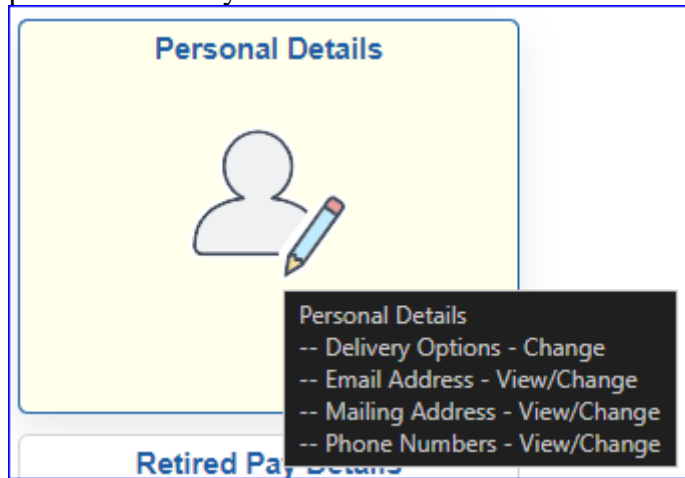 Personal Details
Personal Details
-- Delivery Options - Change
-- Email Address - View/Change
-- Mailing Address - View/Change
-- Phone Numbers - View/Change
Retired Pay Details